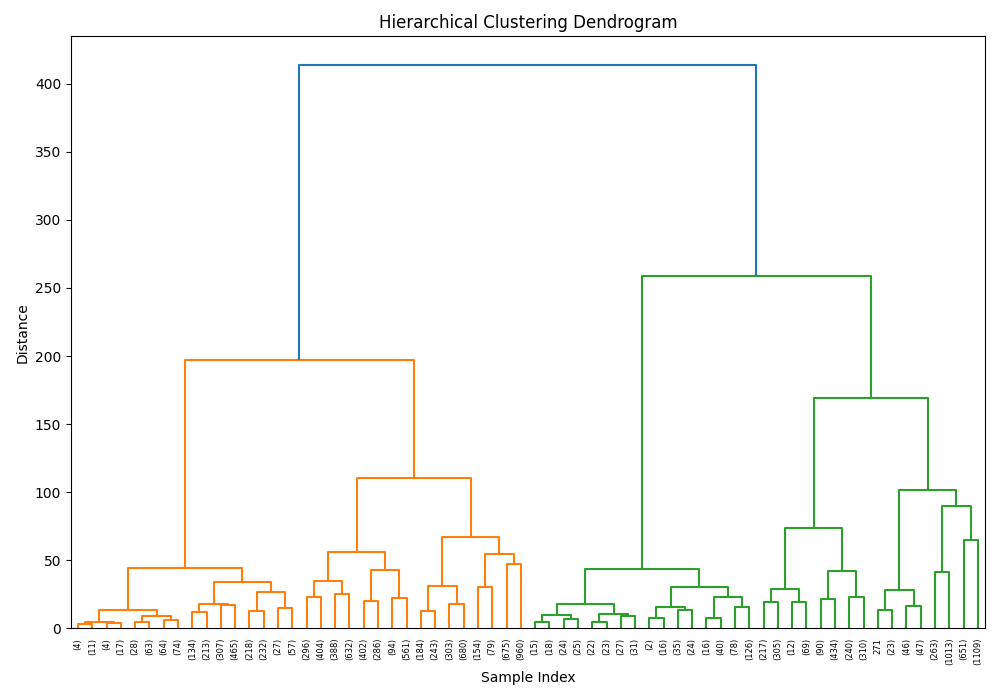 Hierarchical Clustering Dendrogram
Distance
400
350
300
250
200
150
100
50
0
(4) (11) (4) (17) (28) (63) (64) (74) (134) (213) (307) (465) (218) (232) (27) (57) (296) (404) (388) (632) (402) (286) (94) (561) (184) (243) (303) (680) (154) (79) (675) (960) (15) (18) (24) (25) (22) (23) (27) (31) (2) (16) (35) (24) (16) (40) (78) (126) (217) (305) (12) (69) (90) (434) (240) (310) 271 (23) (46) (47) (263) (1013) (651) (1109)
Sample Index